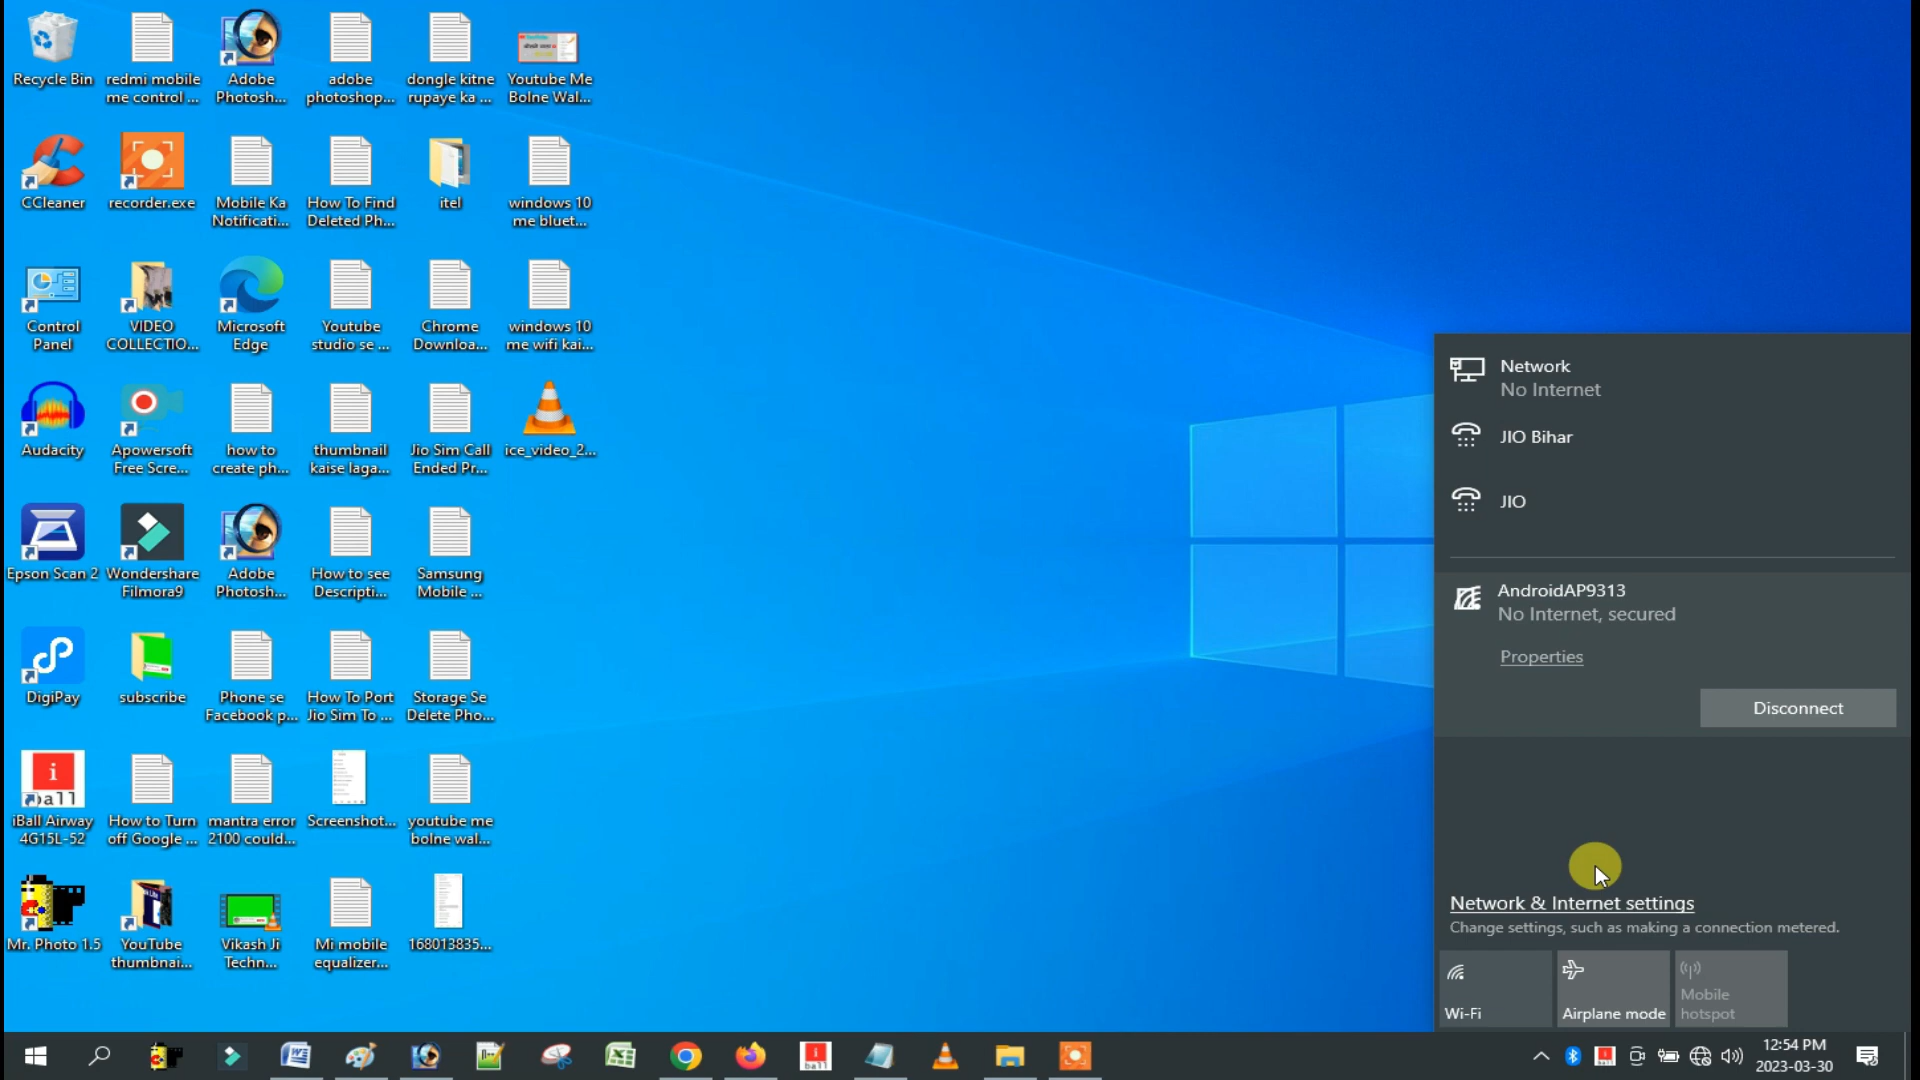 Recycle Bin
redmi mobile
me control ...
Adobe
Photosh...
adobe
photoshop...
dongle kitne
rupaye ka ...
Youtube Me
Bolne Wal...
CCleaner
recorder.exe
Mobile Ka
Notificati...
How To Find
Deleted Ph...
itel
windows 10
me bluet...
Control
Panel
VIDEO
COLLECTIO...
Microsoft
Edge
Youtube
studio se ...
Chrome
Downloa...
windows 10
me wifi kai...
Audacity
Apowersoft
Free Scre...
how to
create ph...
thumbnail
kaise laga...
Jio Sim Call
Ended Pr...
ice_video_2...
Epson Scan 2
Wondershare
Filmora9
Adobe
Photosh...
How to see
Descripti...
Samsung
Mobile ...
DigiPay
subscribe
Phone se
Facebook p...
How To Port
Jio Sim To ...
Storage Se
Delete Pho...
i
ball
iBall Airway
4G15L-52
How to Turn
off Google ...
mantra error
2100 could...
Screenshot...
youtube me
bolne wal...
Mr. Photo 1.5
YouTube
thumbnai...
Vikash Ji
Techn...
Mi mobile
equalizer...
168013835...
Network
No Internet
JIO Bihar
JIO
AndroidAP9313
No Internet, secured
Properties
Disconnect
Network & Internet settings
Change settings, such as making a connection metered.
Wi-Fi
Airplane mode
Mobile
hotspot
i
ball
12:54 PM
2023-03-30